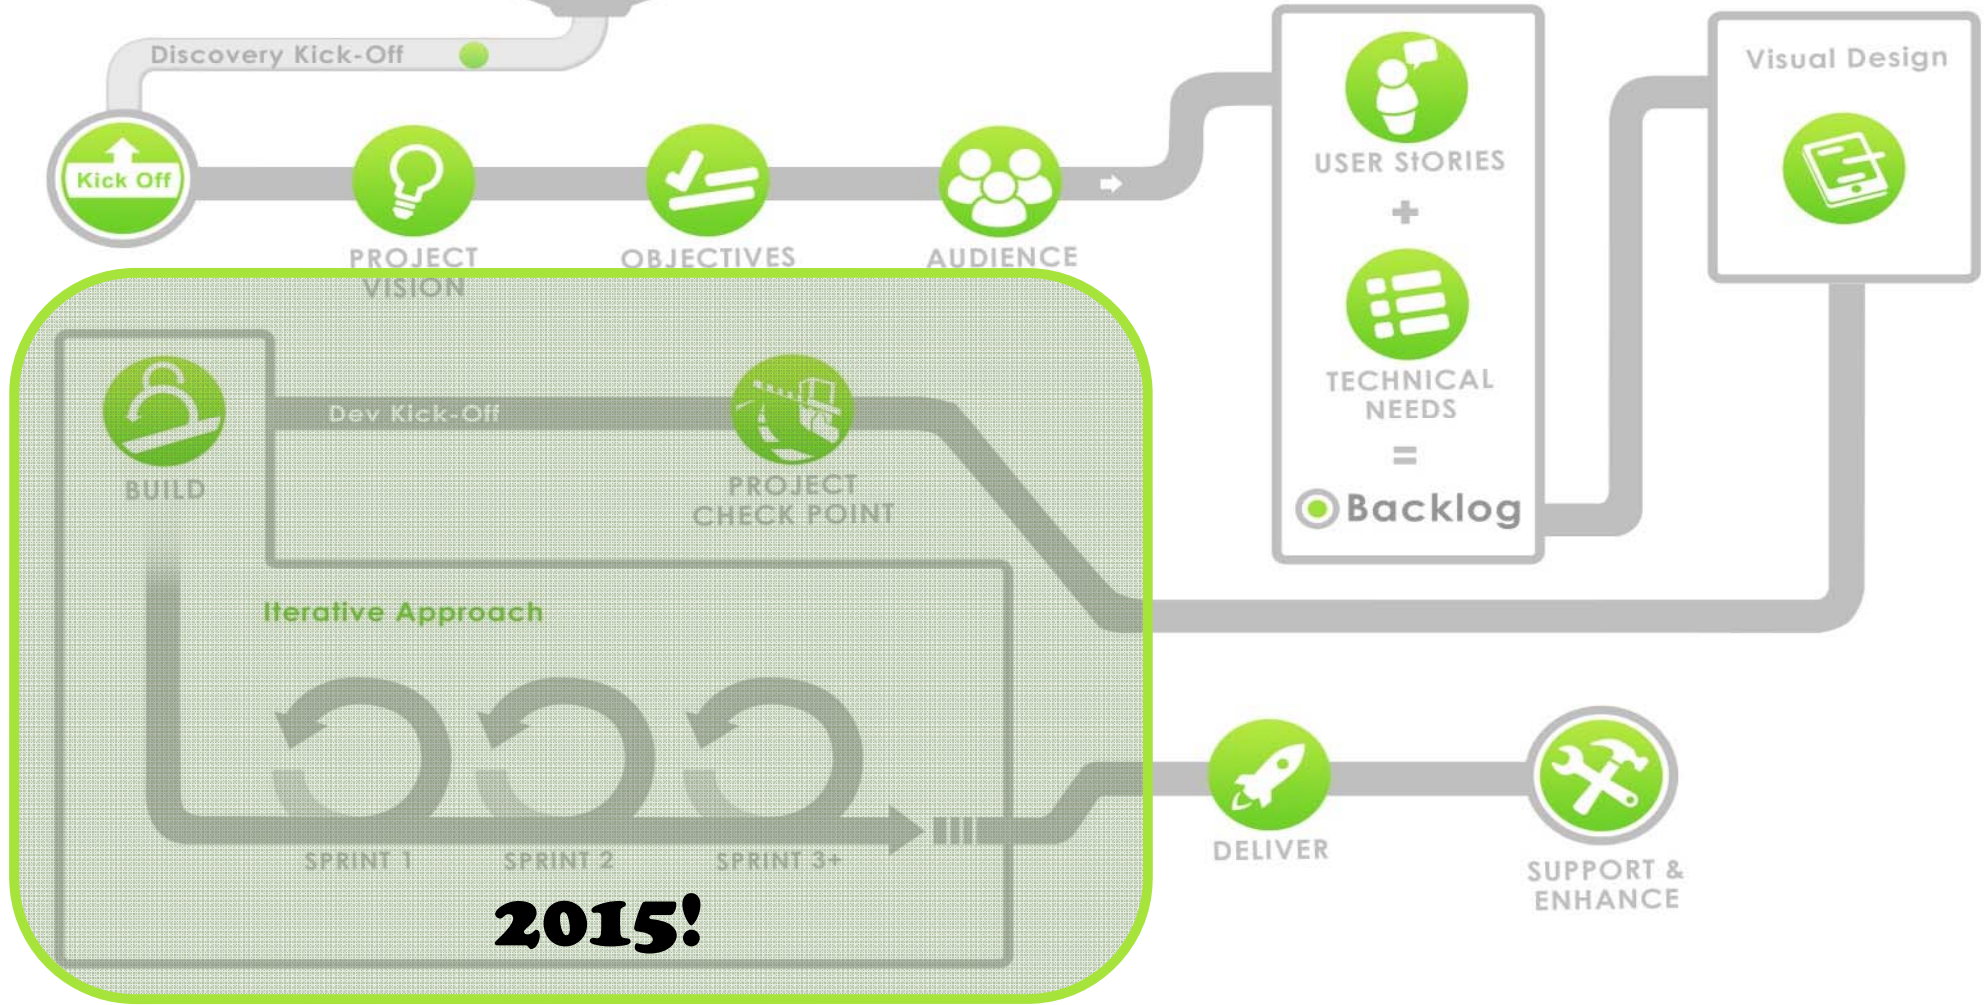 Discovery Kick-Off
Kick Off
PROJECT
VISION
OBJECTIVES
AUDIENCE
USER StORIES
+
TECHNICAL
NEEDS
=
Backlog
Visual Design
BUILD
Dev Kick-Off
PROJECT
CHECK POINT
Iterative Approach
SPRINT 1
SPRINT 2
SPRINT 3+
2015!
DELIVER
SUPPORT &
ENHANCE